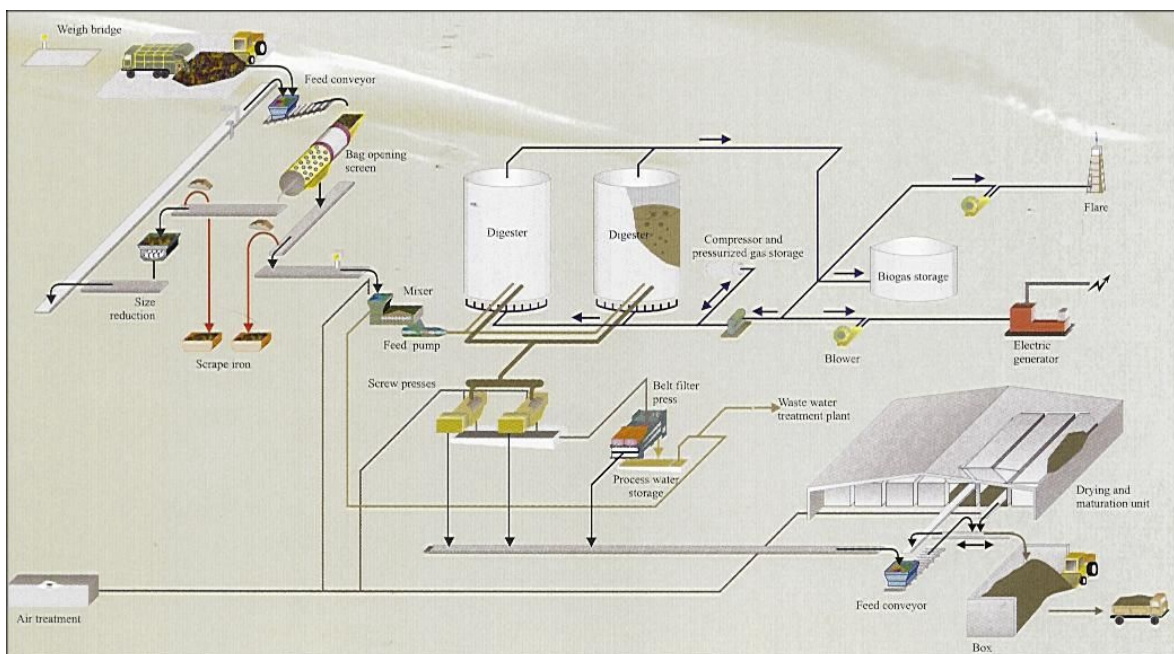 Weigh bridge
Feed conveyor
Bag opening
screen
Digester
Digester
Compressor and
pressurized gas storage
Flare
Biogas storage
Size
reduction
Mixer
Feed pump
Scrape iron
Blower
Electric
generator
Screw presses
Belt filter
press
Waste water
treatment plant
Process water
storage
Drying and
maturation unit
Feed conveyor
Air treatment
Box